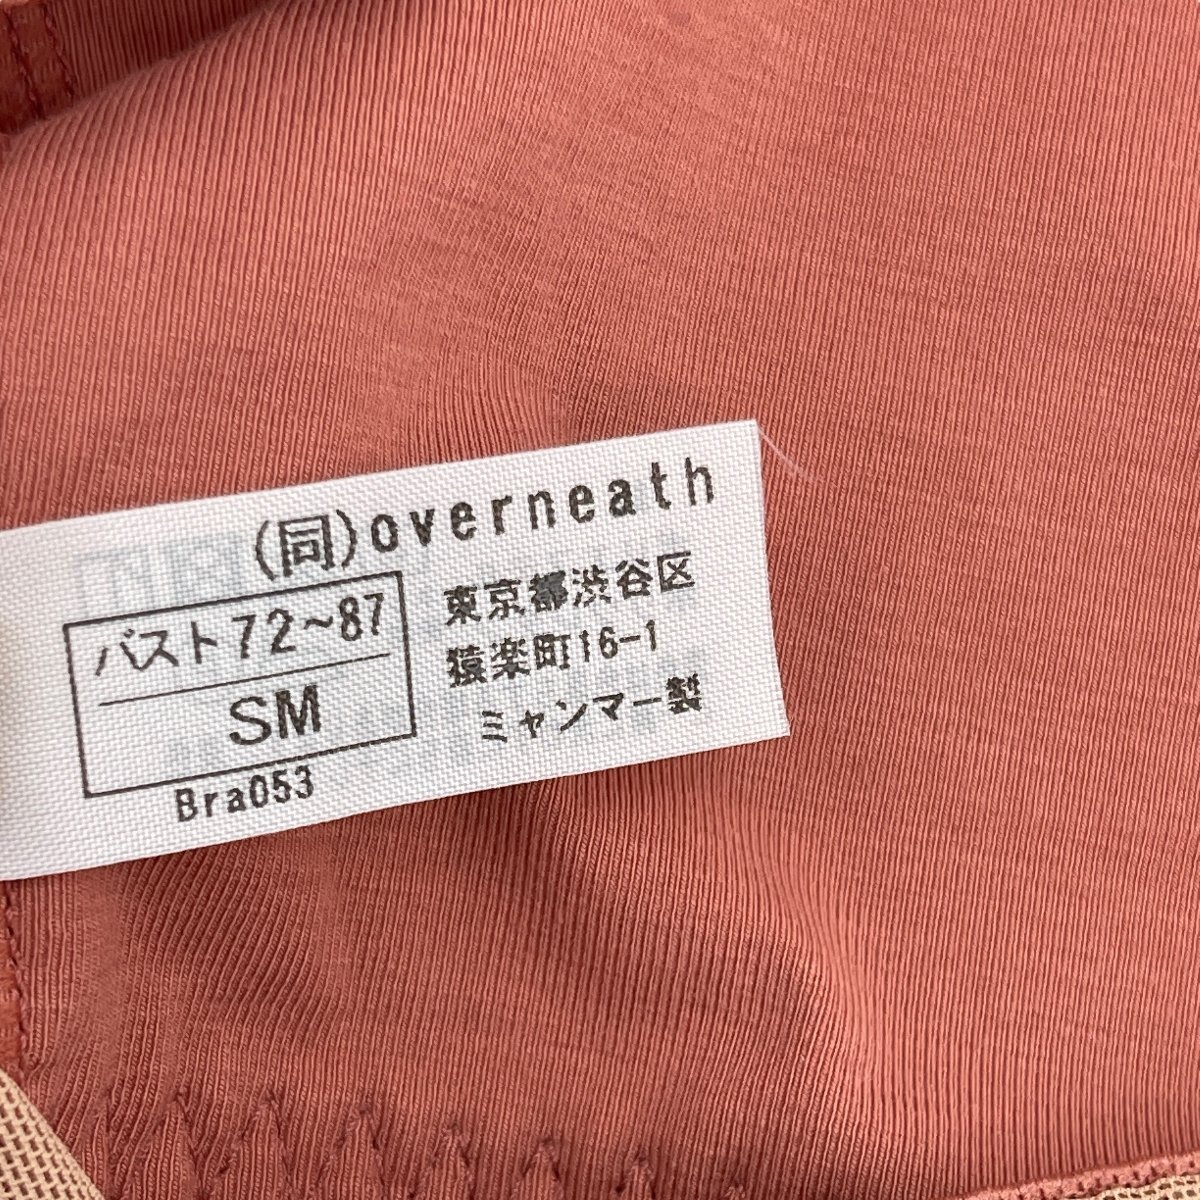 (同)overneath
バスト72~87
SM
Bra053
東京都渋谷区
猿楽町16-1
ミャンマー製